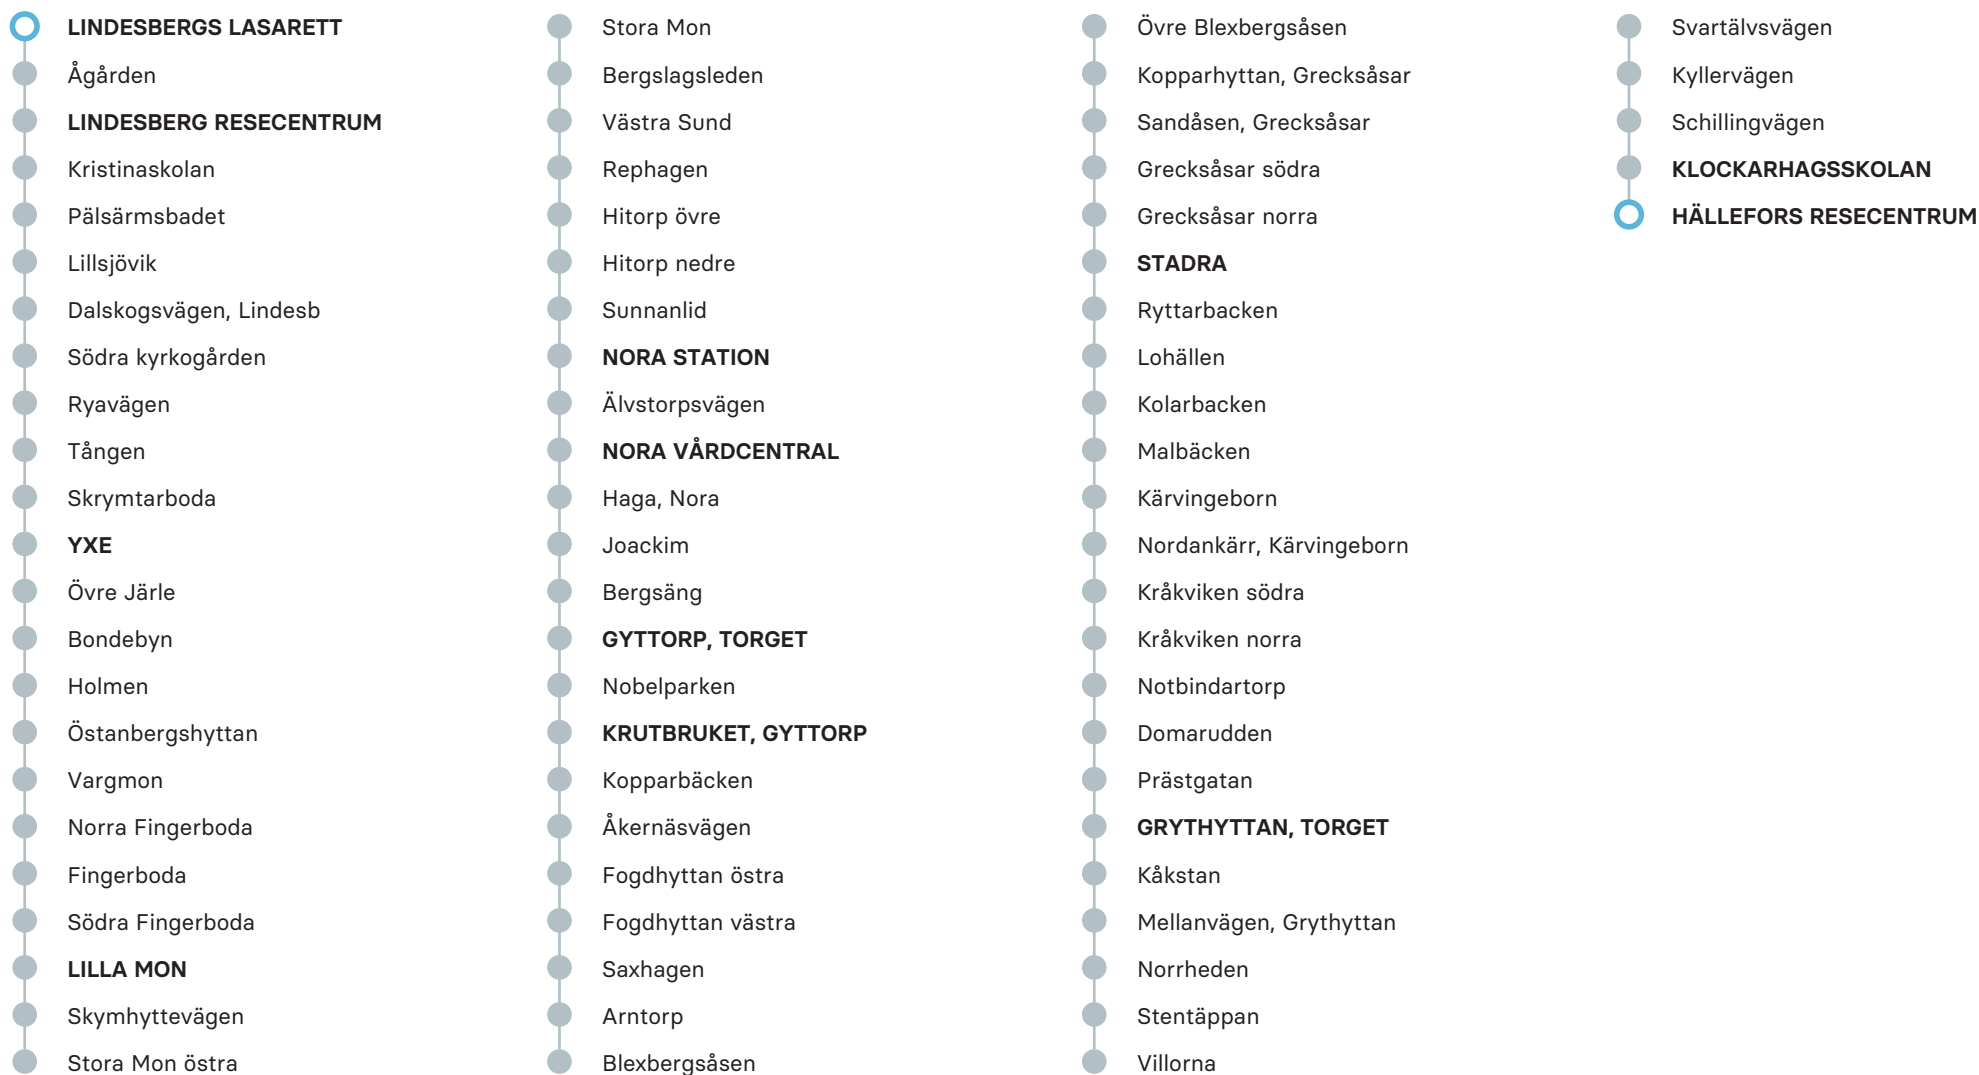 LINDESBERGS LASARETT
Ågården
LINDESBERG RESECENTRUM
Kristinaskolan
Pälsärmsbadet
Lillsjövik
Dalskogsvägen, Lindesb
Södra kyrkogården
Ryavägen
Tången
Skrymtarboda
YXE
Övre Järle
Bondebyn
Holmen
Östanbergshyttan
Vargmon
Norra Fingerboda
Fingerboda
Södra Fingerboda
LILLA MON
Skymhyttevägen
Stora Mon östra
Stora Mon
Bergslagsleden
Västra Sund
Rephagen
Hitorp övre
Hitorp nedre
Sunnanlid
NORA STATION
Älvstorpsvägen
NORA VÅRDCENTRAL
Haga, Nora
Joackim
Bergsäng
GYTTORP, TORGET
Nobelparken
KRUTBRUKET, GYTTORP
Kopparbäcken
Åkernäsvägen
Fogdhyttan östra
Fogdhyttan västra
Saxhagen
Arntorp
Blexbergsåsen
Övre Blexbergsåsen
Kopparhyttan, Grecksåsar
Sandåsen, Grecksåsar
Grecksåsar södra
Grecksåsar norra
STADRA
Ryttarbacken
Lohällen
Kolarbacken
Malbäcken
Kärvingeborn
Nordankärr, Kärvingeborn
Kråkviken södra
Kråkviken norra
Notbindartorp
Domarudden
Prästgatan
GRYTHYTTAN, TORGET
Kåkstan
Mellanvägen, Grythyttan
Norrheden
Stentäppan
Villorna
Svartälvsvägen
Kyllervägen
Schillingvägen
KLOCKARHAGSSKOLAN
HÄLLEFORS RESECENTRUM